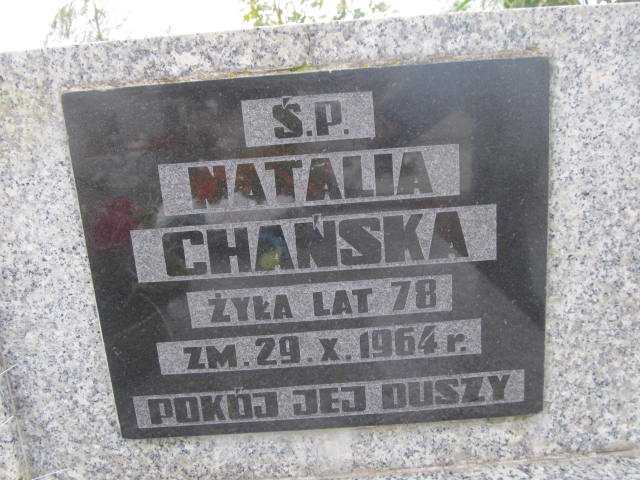 Ś.P.
NATALIA
CHAŃSKA
ŻYŁA LAT 78
ZM. 29. X. 1964 r.
POKÓJ JEJ DUSZY